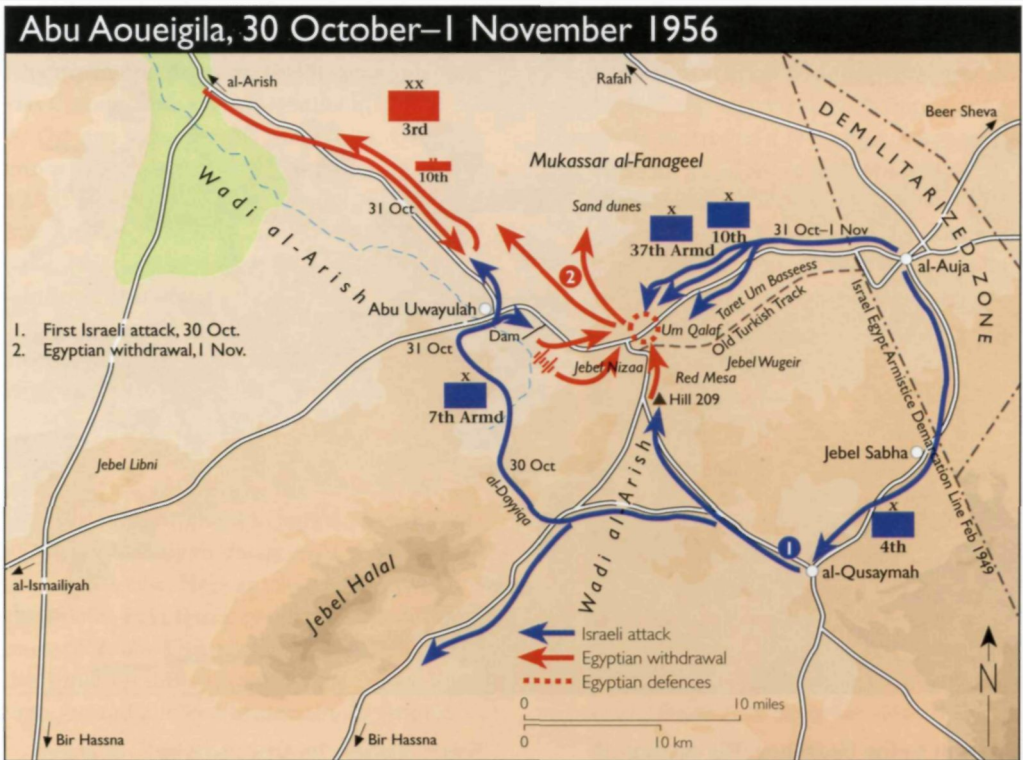 Abu Aoueigila, 30 October–1 November 1956
al-Arish
xx
3rd
10th
Rafah
Beer Sheva
DEMILITARIZED ZONE
Mukassar al-Fanageel
Sand dunes
x
37th Armd
x
10th
31 Oct–1 Nov
al-Auja
Wadi al-Arish
31 Oct
2
Taret Um Basseess
Old Turkish Track
Israel Egypt Armistice Demarcation Line Feb 1949
Abu Uwayulah
1. First Israeli attack, 30 Oct.
2. Egyptian withdrawal, 1 Nov.
31 Oct
Dam
Um Qalaf
Jebel Nizaa
Jebel Wugeir
Red Mesa
Hill 209
x
7th Armd
Jebel Libni
30 Oct
al-Dayyiqa
Jebel Sabha
Wadi al-Arish
x
4th
1
al-Qusaymah
al-Ismailiyah
Jebel Halal
Israeli attack
Egyptian withdrawal
Egyptian defences
0 10 miles
0 10 km
N
Bir Hassna
Bir Hassna